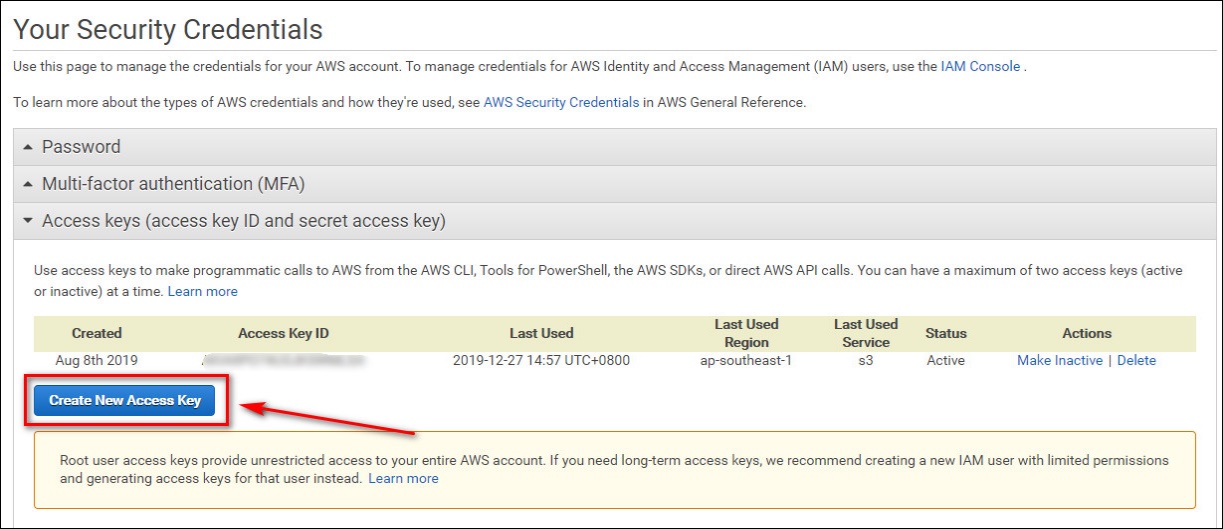 Your Security Credentials
Use this page to manage the credentials for your AWS account. To manage credentials for AWS Identity and Access Management (IAM) users, use the IAM Console .
To learn more about the types of AWS credentials and how they're used, see AWS Security Credentials in AWS General Reference.
Password
Multi-factor authentication (MFA)
Access keys (access key ID and secret access key)
Use access keys to make programmatic calls to AWS from the AWS CLI, Tools for PowerShell, the AWS SDKs, or direct AWS API calls. You can have a maximum of two access keys (active
or inactive) at a time. Learn more
Created Access Key ID Last Used Last Used Region Last Used Service Status Actions
Aug 8th 2019 2019-12-27 14:57 UTC+0800 ap-southeast-1 s3 Active Make Inactive | Delete
Create New Access Key
Root user access keys provide unrestricted access to your entire AWS account. If you need long-term access keys, we recommend creating a new IAM user with limited permissions
and generating access keys for that user instead. Learn more